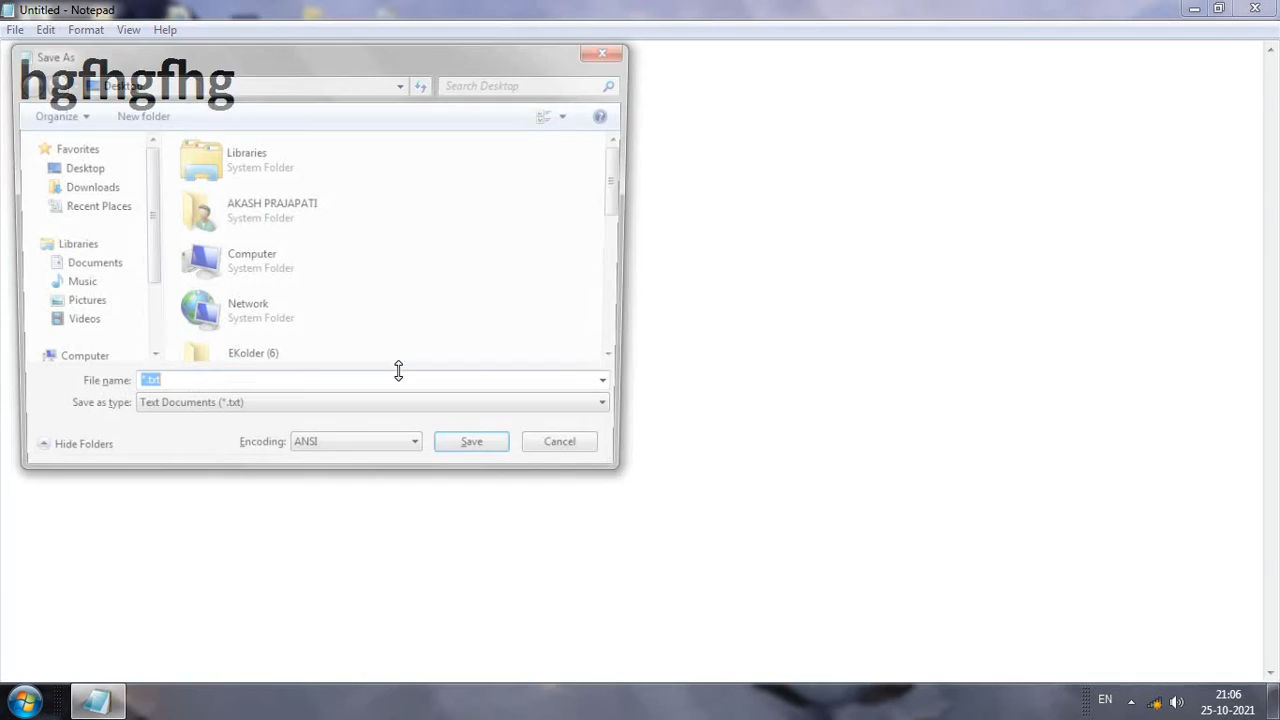 Untitled - Notepad
File Edit Format View Help
Save As
hgfhgfhg
Desktop
Search Desktop
Organize New folder
Favorites
Desktop
Downloads
Recent Places
Libraries
Documents
Music
Pictures
Videos
Computer
Libraries
System Folder
AKASH PRAJAPATI
System Folder
Computer
System Folder
Network
System Folder
EKolder (6)
File name: *.txt
Save as type: Text Documents (*.txt)
Hide Folders Encoding: ANSI Save Cancel
EN
21:06
25-10-2021